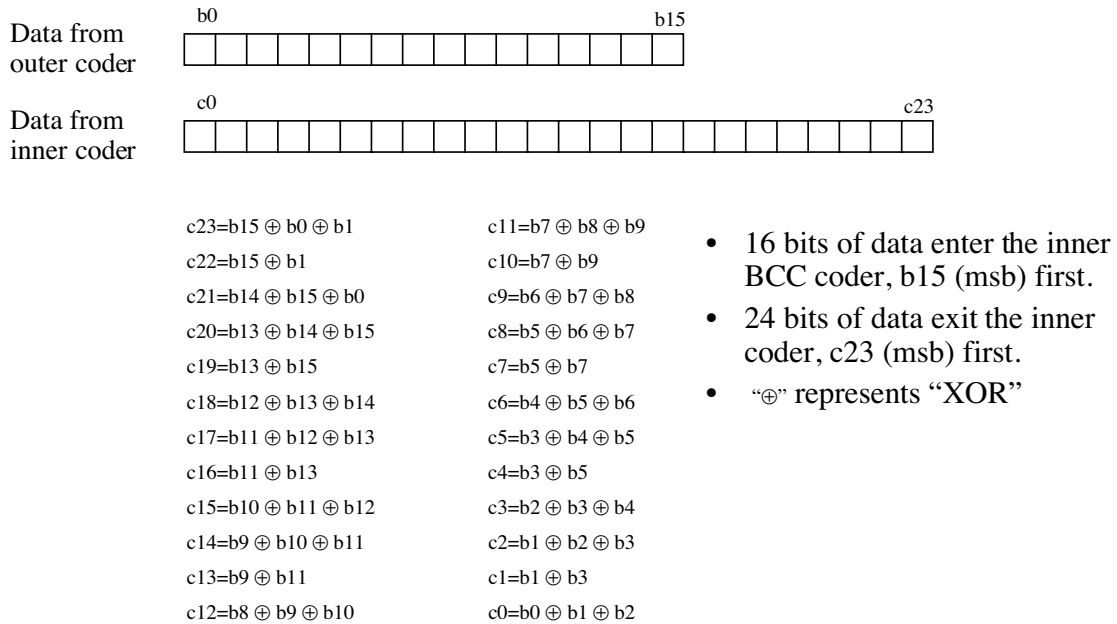 b0 b15
Data from
outer coder
c0 c23
Data from
inner coder
c23=b15 ⊕ b0 ⊕ b1
c22=b15 ⊕ b1
c21=b14 ⊕ b15 ⊕ b0
c20=b13 ⊕ b14 ⊕ b15
c19=b13 ⊕ b15
c18=b12 ⊕ b13 ⊕ b14
c17=b11 ⊕ b12 ⊕ b13
c16=b11 ⊕ b13
c15=b10 ⊕ b11 ⊕ b12
c14=b9 ⊕ b10 ⊕ b11
c13=b9 ⊕ b11
c12=b8 ⊕ b9 ⊕ b10
c11=b7 ⊕ b8 ⊕ b9
c10=b7 ⊕ b9
c9=b6 ⊕ b7 ⊕ b8
c8=b5 ⊕ b6 ⊕ b7
c7=b5 ⊕ b7
c6=b4 ⊕ b5 ⊕ b6
c5=b3 ⊕ b4 ⊕ b5
c4=b3 ⊕ b5
c3=b2 ⊕ b3 ⊕ b4
c2=b1 ⊕ b2 ⊕ b3
c1=b1 ⊕ b3
c0=b0 ⊕ b1 ⊕ b2
• 16 bits of data enter the inner
BCC coder, b15 (msb) first.
• 24 bits of data exit the inner
coder, c23 (msb) first.
• “⊕” represents “XOR”